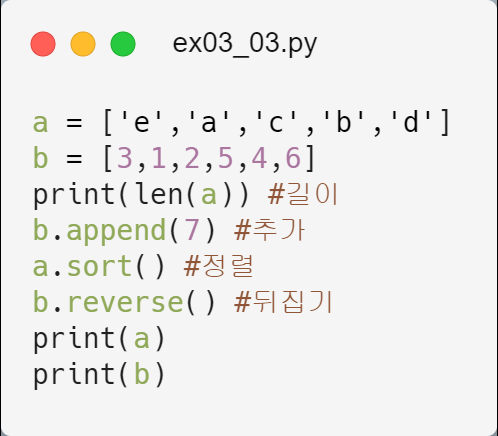 ex03_03.py
a = ['e','a','c','b','d']
b = [3,1,2,5,4,6]
print(len(a)) #길이
b.append(7) #추가
a.sort() #정렬
b.reverse() #뒤집기
print(a)
print(b)